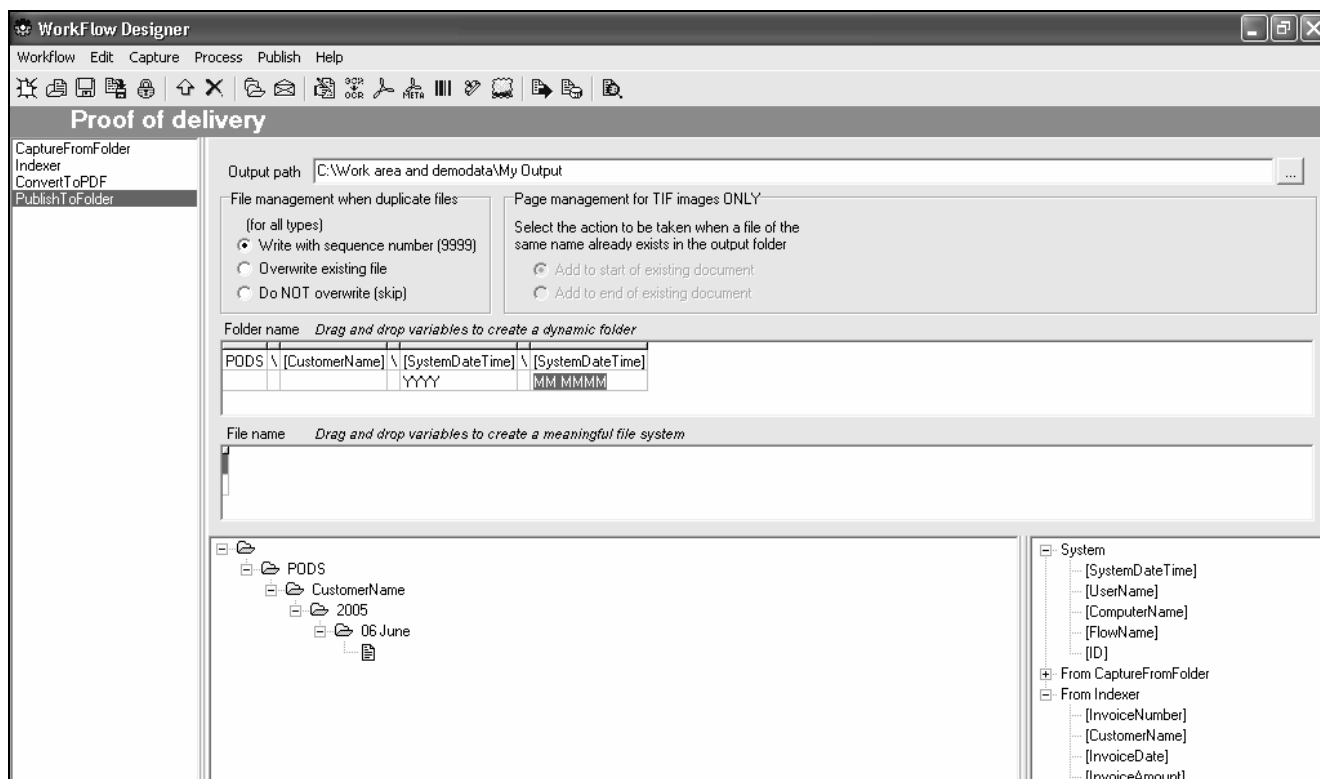 WorkFlow Designer
Workflow Edit Capture Process Publish Help
OCR OCR META
Proof of delivery
CaptureFromFolder
Indexer
ConvertToPDF
PublishToFolder
Output path C:\Work area and demodata\My Output ...
File management when duplicate files
(for all types)
Write with sequence number (9999)
Overwrite existing file
Do NOT overwrite (skip)
Page management for TIF images ONLY
Select the action to be taken when a file of the
same name already exists in the output folder
Add to start of existing document
Add to end of existing document
Folder name Drag and drop variables to create a dynamic folder
PODS \ [CustomerName] \ [SystemDateTime] \ [SystemDateTime]
YYYY MM MMMM
File name Drag and drop variables to create a meaningful file system
PODS
CustomerName
2005
06 June
System
[SystemDateTime]
[UserName]
[ComputerName]
[FlowName]
[ID]
From CaptureFromFolder
From Indexer
[InvoiceNumber]
[CustomerName]
[InvoiceDate]
[InvoiceAmount]